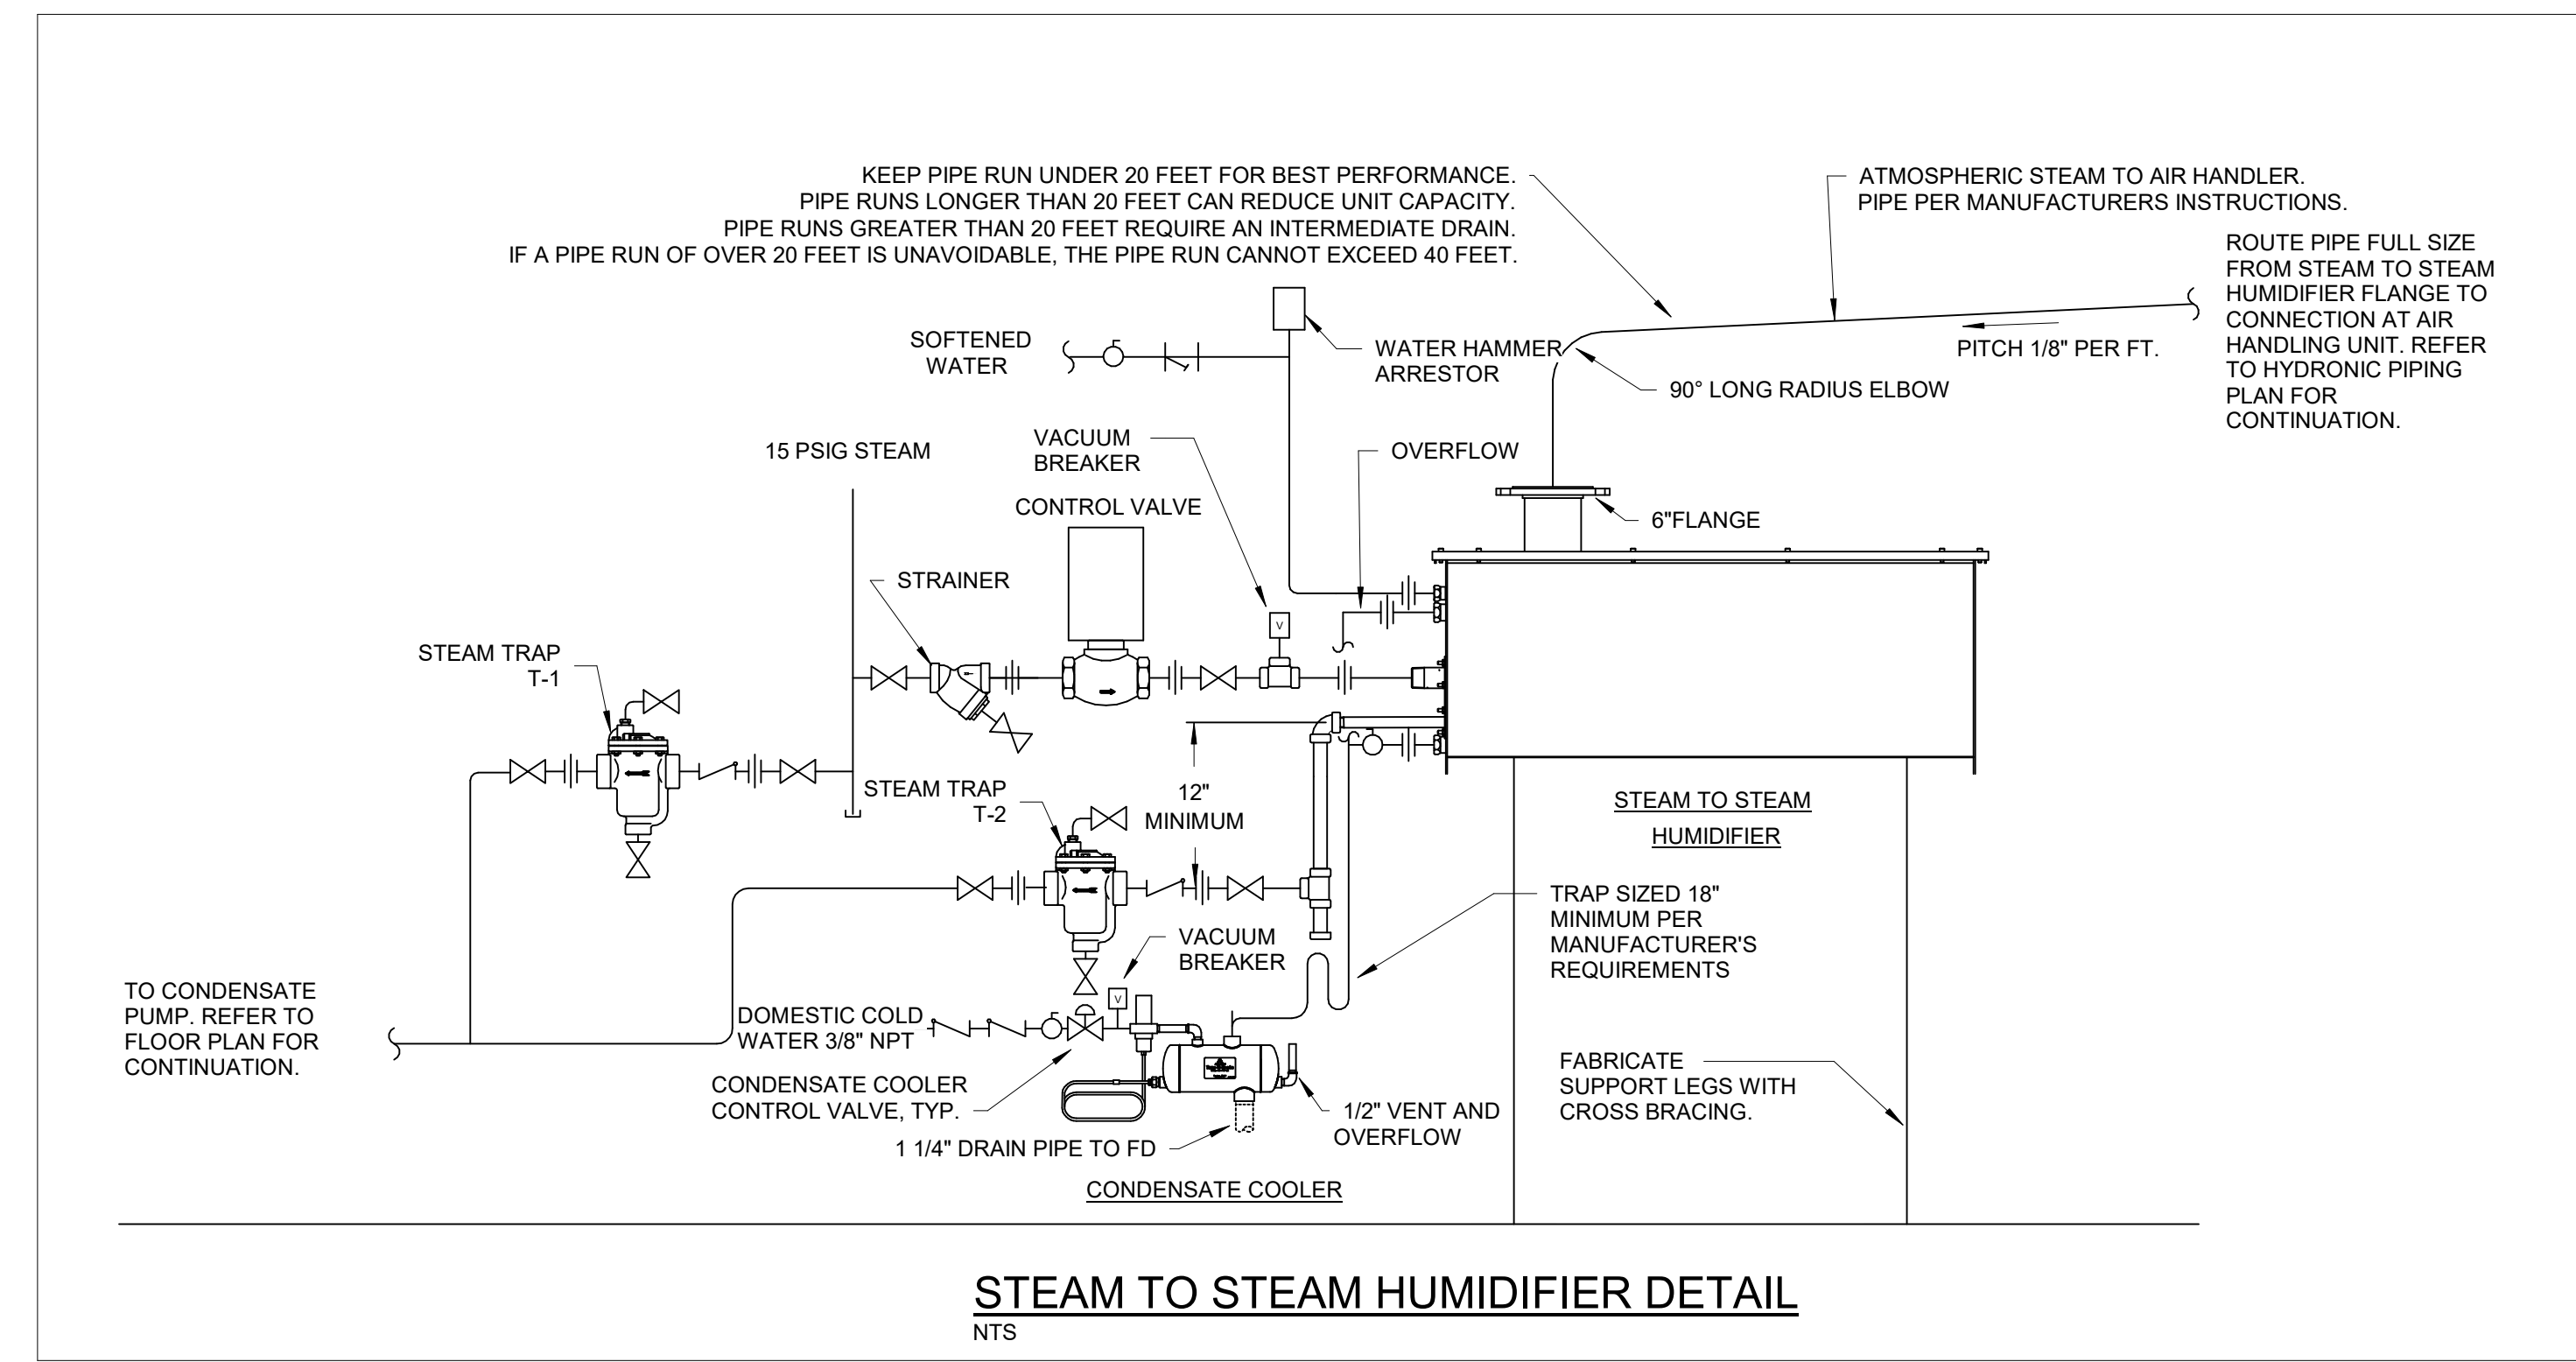 KEEP PIPE RUN UNDER 20 FEET FOR BEST PERFORMANCE.
PIPE RUNS LONGER THAN 20 FEET CAN REDUCE UNIT CAPACITY.
PIPE RUNS GREATER THAN 20 FEET REQUIRE AN INTERMEDIATE DRAIN.
IF A PIPE RUN OF OVER 20 FEET IS UNAVOIDABLE, THE PIPE RUN CANNOT EXCEED 40 FEET.
ATMOSPHERIC STEAM TO AIR HANDLER.
PIPE PER MANUFACTURERS INSTRUCTIONS.
ROUTE PIPE FULL SIZE
FROM STEAM TO STEAM
HUMIDIFIER FLANGE TO
CONNECTION AT AIR
HANDLING UNIT. REFER
TO HYDRONIC PIPING
PLAN FOR
CONTINUATION.
PITCH 1/8" PER FT.
SOFTENED
WATER
WATER HAMMER
ARRESTOR
90° LONG RADIUS ELBOW
15 PSIG STEAM
VACUUM
BREAKER
OVERFLOW
CONTROL VALVE
6"FLANGE
STRAINER
V
STEAM TRAP
T-1
STEAM TRAP
T-2
12"
MINIMUM
STEAM TO STEAM
HUMIDIFIER
TRAP SIZED 18"
MINIMUM PER
MANUFACTURER'S
REQUIREMENTS
VACUUM
BREAKER
V
TO CONDENSATE
PUMP. REFER TO
FLOOR PLAN FOR
CONTINUATION.
DOMESTIC COLD
WATER 3/8" NPT
CONDENSATE COOLER
CONTROL VALVE, TYP.
1 1/4" DRAIN PIPE TO FD
1/2" VENT AND
OVERFLOW
FABRICATE
SUPPORT LEGS WITH
CROSS BRACING.
CONDENSATE COOLER
STEAM TO STEAM HUMIDIFIER DETAIL
NTS